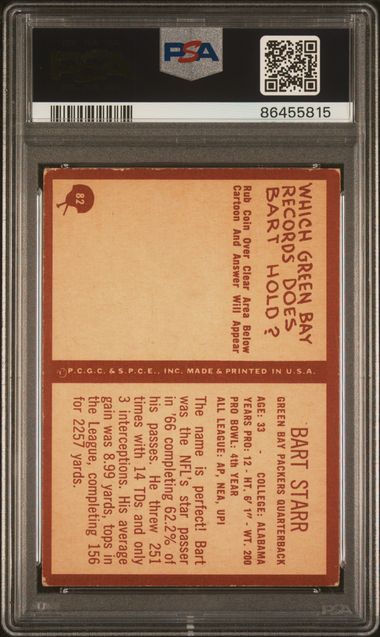 PSA
86455815
82
WHICH GREEN BAY
RECORDS DOES
BART HOLD?
Rub Coin Over Clear Area Below
Cartoon And Answer Will Appear
©P.C.G.C. & S.P.C.E., INC. MADE & PRINTED IN U.S.A.
BART STARR
GREEN BAY PACKERS QUARTERBACK
AGE: 33 - COLLEGE: ALABAMA
YEARS PRO: 12 - HT. 6'1" - WT. 200
PRO BOWL: 4th YEAR
ALL LEAGUE: AP, NEA, UPI
The name is perfect! Bart
was the NFL's star passer
in '66 completing 62.2% of
his passes. He threw 251
times with 14 TDs and only
3 interceptions. His average
gain was 8.99 yards, tops in
the League, completing 156
for 2257 yards.